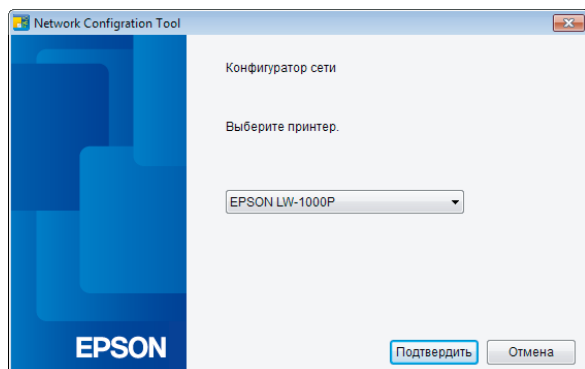 Network Configration Tool
Конфигуратор сети
Выберите принтер.
EPSON LW-1000P
EPSON
Подтвердить
Отмена